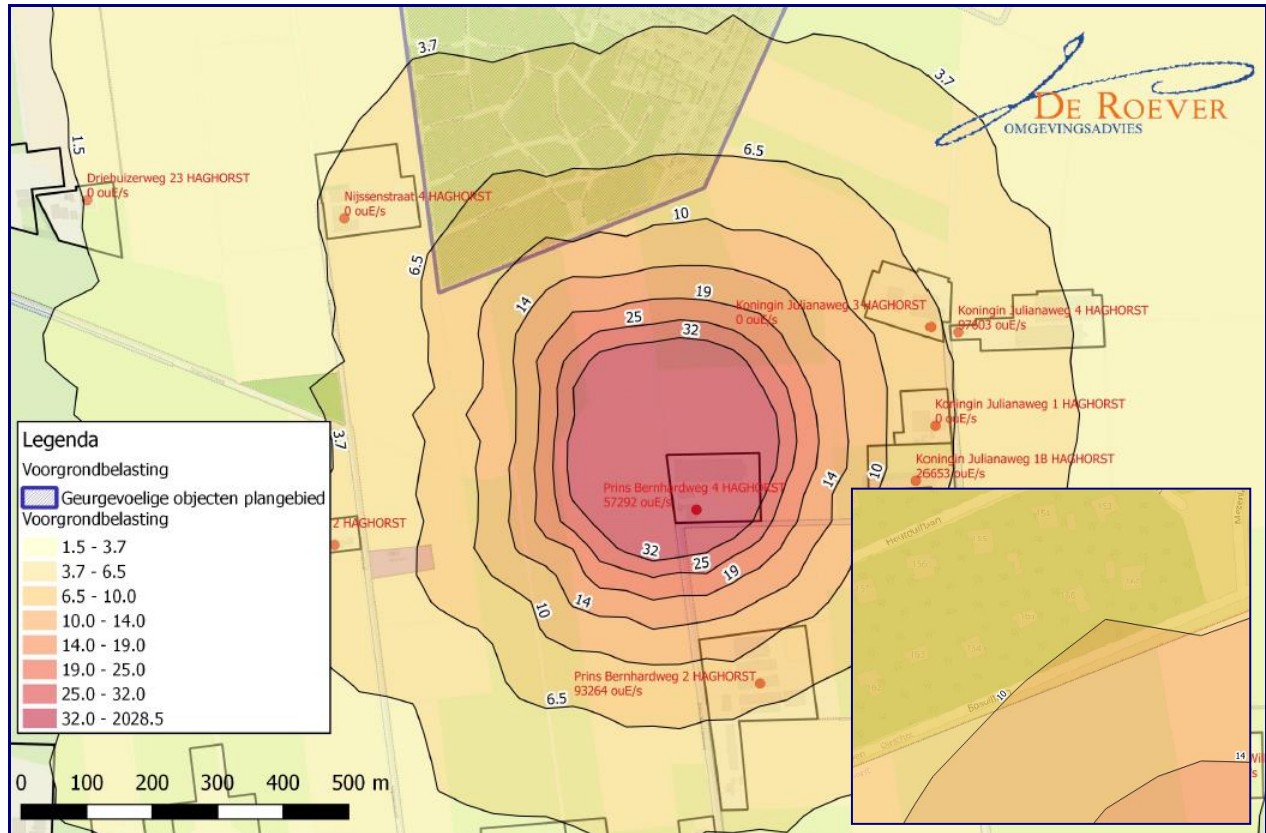 3.7
3.7
6.5
10
1.5
DE ROEVER
OMGEVINGSADVIES
Driehuizerweg 23 HAGHORST
0 ouE/s
Nijssenstraat 4 HAGHORST
0 ouE/s
6.5
14
19
25
32
Koningin Julianaweg 3 HAGHORST
0 ouE/s
Koningin Julianaweg 4 HAGHORST
97603 ouE/s
Koningin Julianaweg 1 HAGHORST
0 ouE/s
Koningin Julianaweg 1B HAGHORST
26653 ouE/s
3.7
14
10
Prins Bernhardweg 4 HAGHORST
57292 ouE/s
2 HAGHORST
32
25
19
14
10
Prins Bernhardweg 2 HAGHORST
93264 ouE/s
6.5
Legenda
Voorgrondbelasting
Geurgevoelige objecten plangebied
Voorgrondbelasting
1.5 - 3.7
3.7 - 6.5
6.5 - 10.0
10.0 - 14.0
14.0 - 19.0
19.0 - 25.0
25.0 - 32.0
32.0 - 2028.5
0 100 200 300 400 500 m
Houtduifbaan
10
14